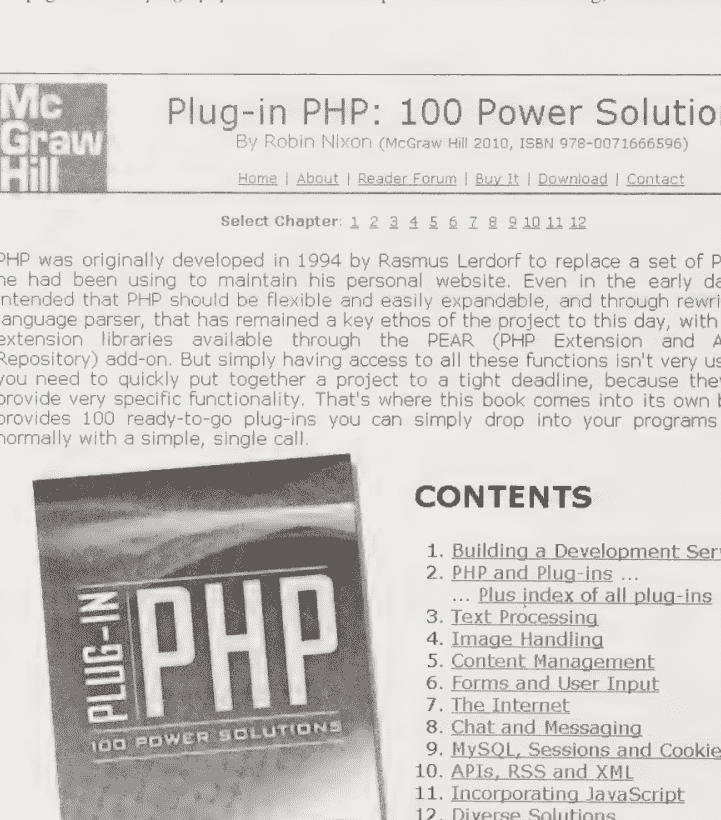 Mc
Graw
Hill
Plug-in PHP: 100 Power Solutio
By Robin Nixon (McGraw Hill 2010, ISBN 978-0071666596)
Home | About | Reader Forum | Buy It | Download | Contact
Select Chapter: 1 2 3 4 5 6 7 8 9 10 11 12
PHP was originally developed in 1994 by Rasmus Lerdorf to replace a set of P
he had been using to maintain his personal website. Even in the early da
intended that PHP should be flexible and easily expandable, and through rewri
language parser, that has remained a key ethos of the project to this day, with
extension libraries available through the PEAR (PHP Extension and A
Repository) add-on. But simply having access to all these functions isn't very us
you need to quickly put together a project to a tight deadline, because they
provide very specific functionality. That's where this book comes into its own b
provides 100 ready-to-go plug-ins you can simply drop into your programs
normally with a simple, single call.
PLUG-IN
PHP
100 POWER SOLUTIONS
CONTENTS
1. Building a Development Serv
2. PHP and Plug-ins ...
... Plus index of all plug-ins
3. Text Processing
4. Image Handling
5. Content Management
6. Forms and User Input
7. The Internet
8. Chat and Messaging
9. MySQL, Sessions and Cookie
10. APIs, RSS and XML
11. Incorporating JavaScript
12. Diverse Solutions